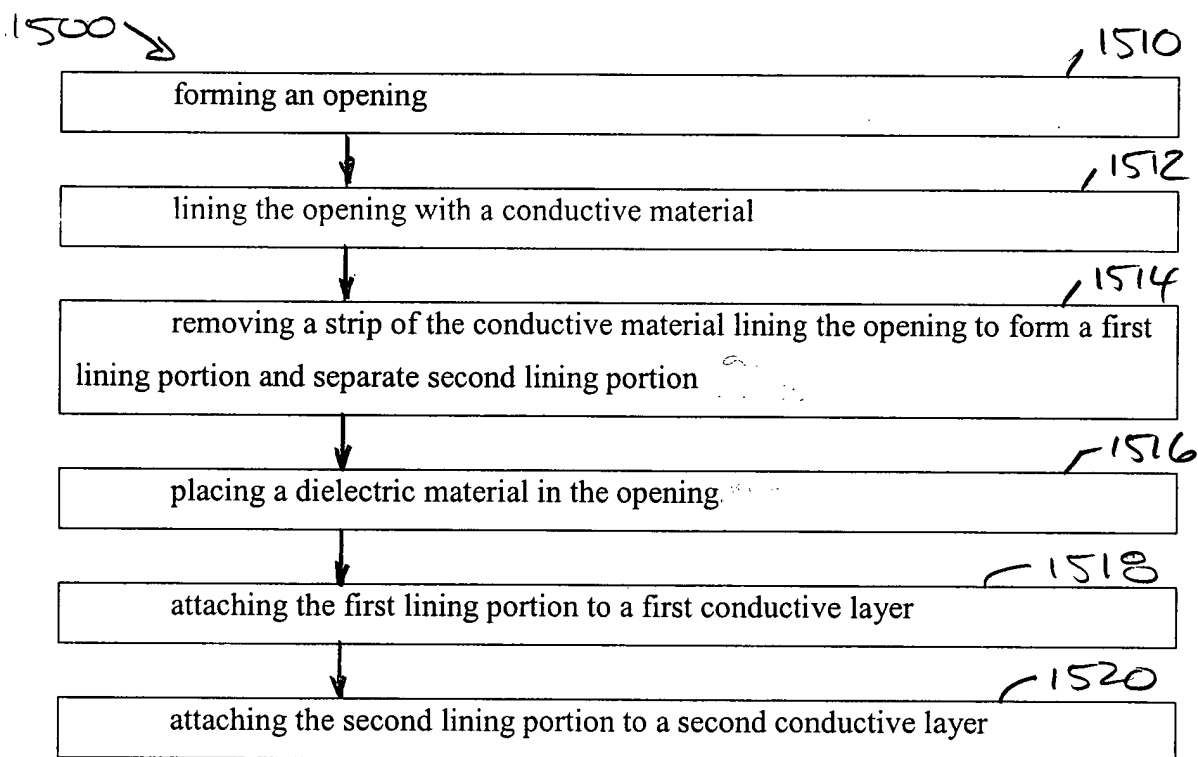 1500
1510
forming an opening
1512
lining the opening with a conductive material
1514
removing a strip of the conductive material lining the opening to form a first
lining portion and separate second lining portion
1516
placing a dielectric material in the opening
1518
attaching the first lining portion to a first conductive layer
1520
attaching the second lining portion to a second conductive layer